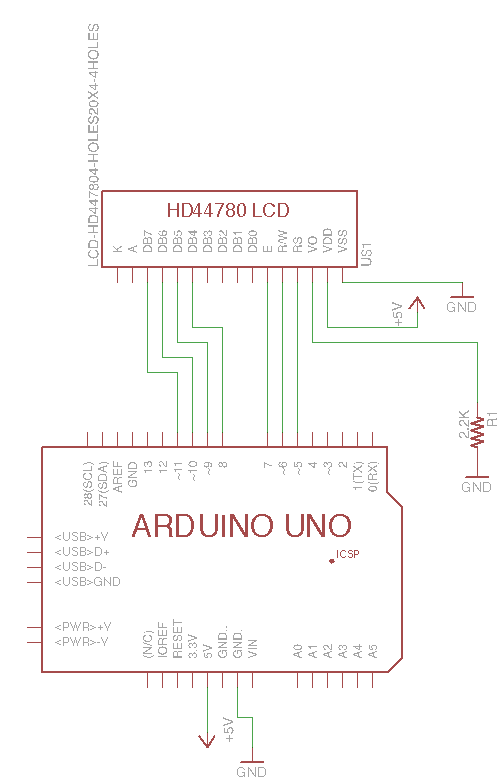 LCD-HD447804-HOLES20X4-4HOLES
HD44780 LCD
K
A
DB7
DB6
DB5
DB4
DB3
DB2
DB1
DB0
E
R/W
RS
VO
VDD
VSS
US1
+5V
GND
2.2K
R1
GND
28(SCL)
27(SDA)
AREF
GND
13
12
~11
~10
~9
8
7
~6
~5
4
~3
2
1(TX)
0(RX)
ARDUINO UNO
ICSP
<USB>+V
<USB>D+
<USB>D-
<USB>GND
<PWR>+V
<PWR>-V
(N/C)
IOREF
RESET
3.3V
5V
GND..
GND.
VIN
A0
A1
A2
A3
A4
A5
+5V
GND